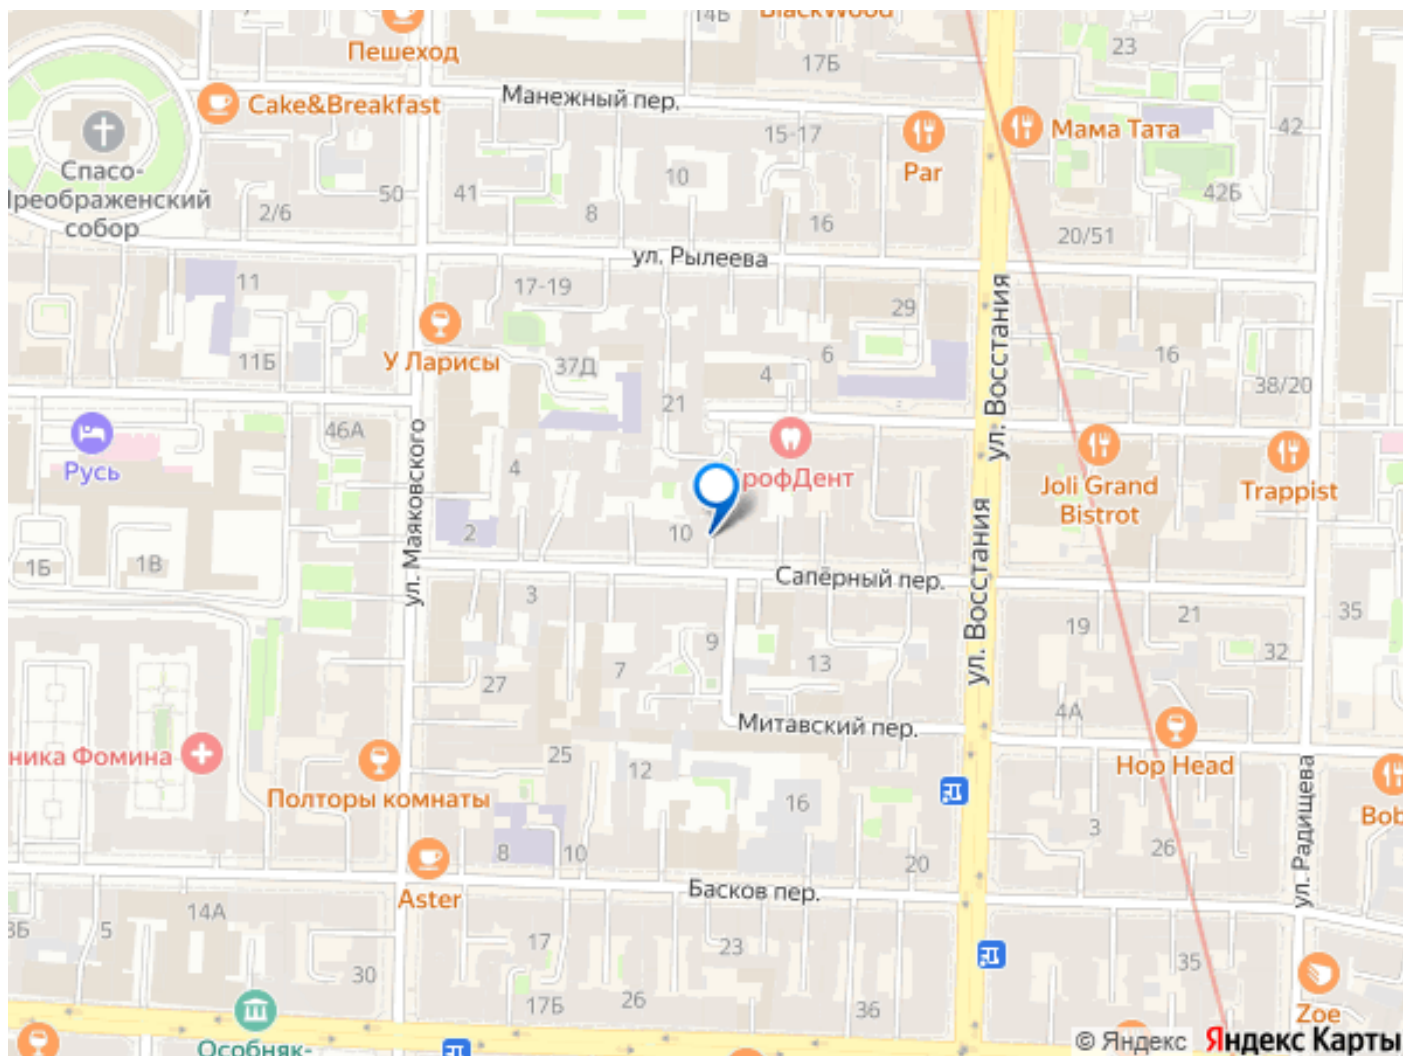 14Б
BlackWood
23
Пешеход
17Б
Cake&Breakfast
Манежный пер.
15-17
Мама Тата
42
Par
Спасо-
Преображенский
собор
50
41
10
2/6
8
16
42Б
20/51
ул. Рылеева
11
17-19
29
ул. Восстания
У Ларисы
11Б
37Д
6
4
16
38/20
21
46А
ул. Маяковского
Русь
4
ПрофДент
Joli Grand
Bistrot
Trappist
2
10
ул. Восстания
1Б
1В
Сапёрный пер.
3
9
7
13
19
21
35
32
27
4А
Митавский пер.
ника Фомина
25
12
Hop Head
Полторы комнаты
16
ул. Радищева
Bob
3
26
8
10
20
Aster
Басков пер.
14А
3Б
5
17
23
30
35
17Б
26
36
Zoe
Особняк-
© Яндекс Яндекс Карты